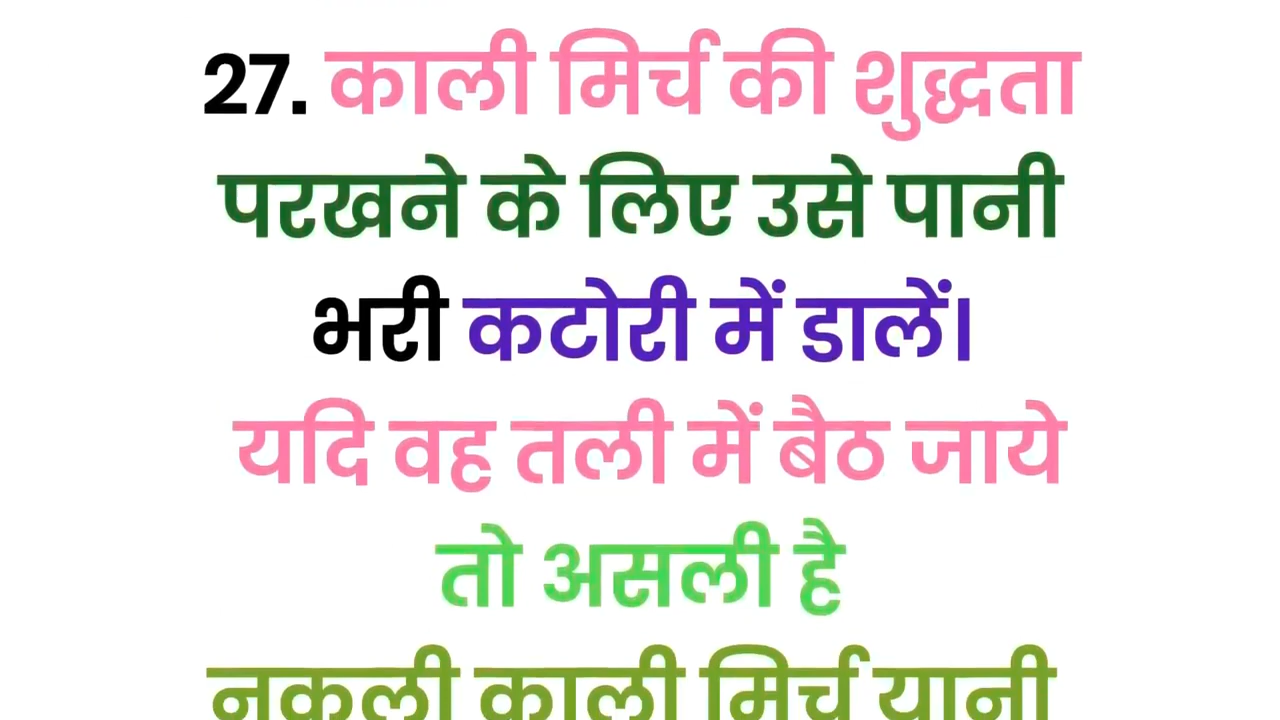 27. काली मिर्च की शुद्धता
परखने के लिए उसे पानी
भरी कटोरी में डालें।
यदि वह तली में बैठ जाये
तो असली है
नकली काली मिर्च यानी